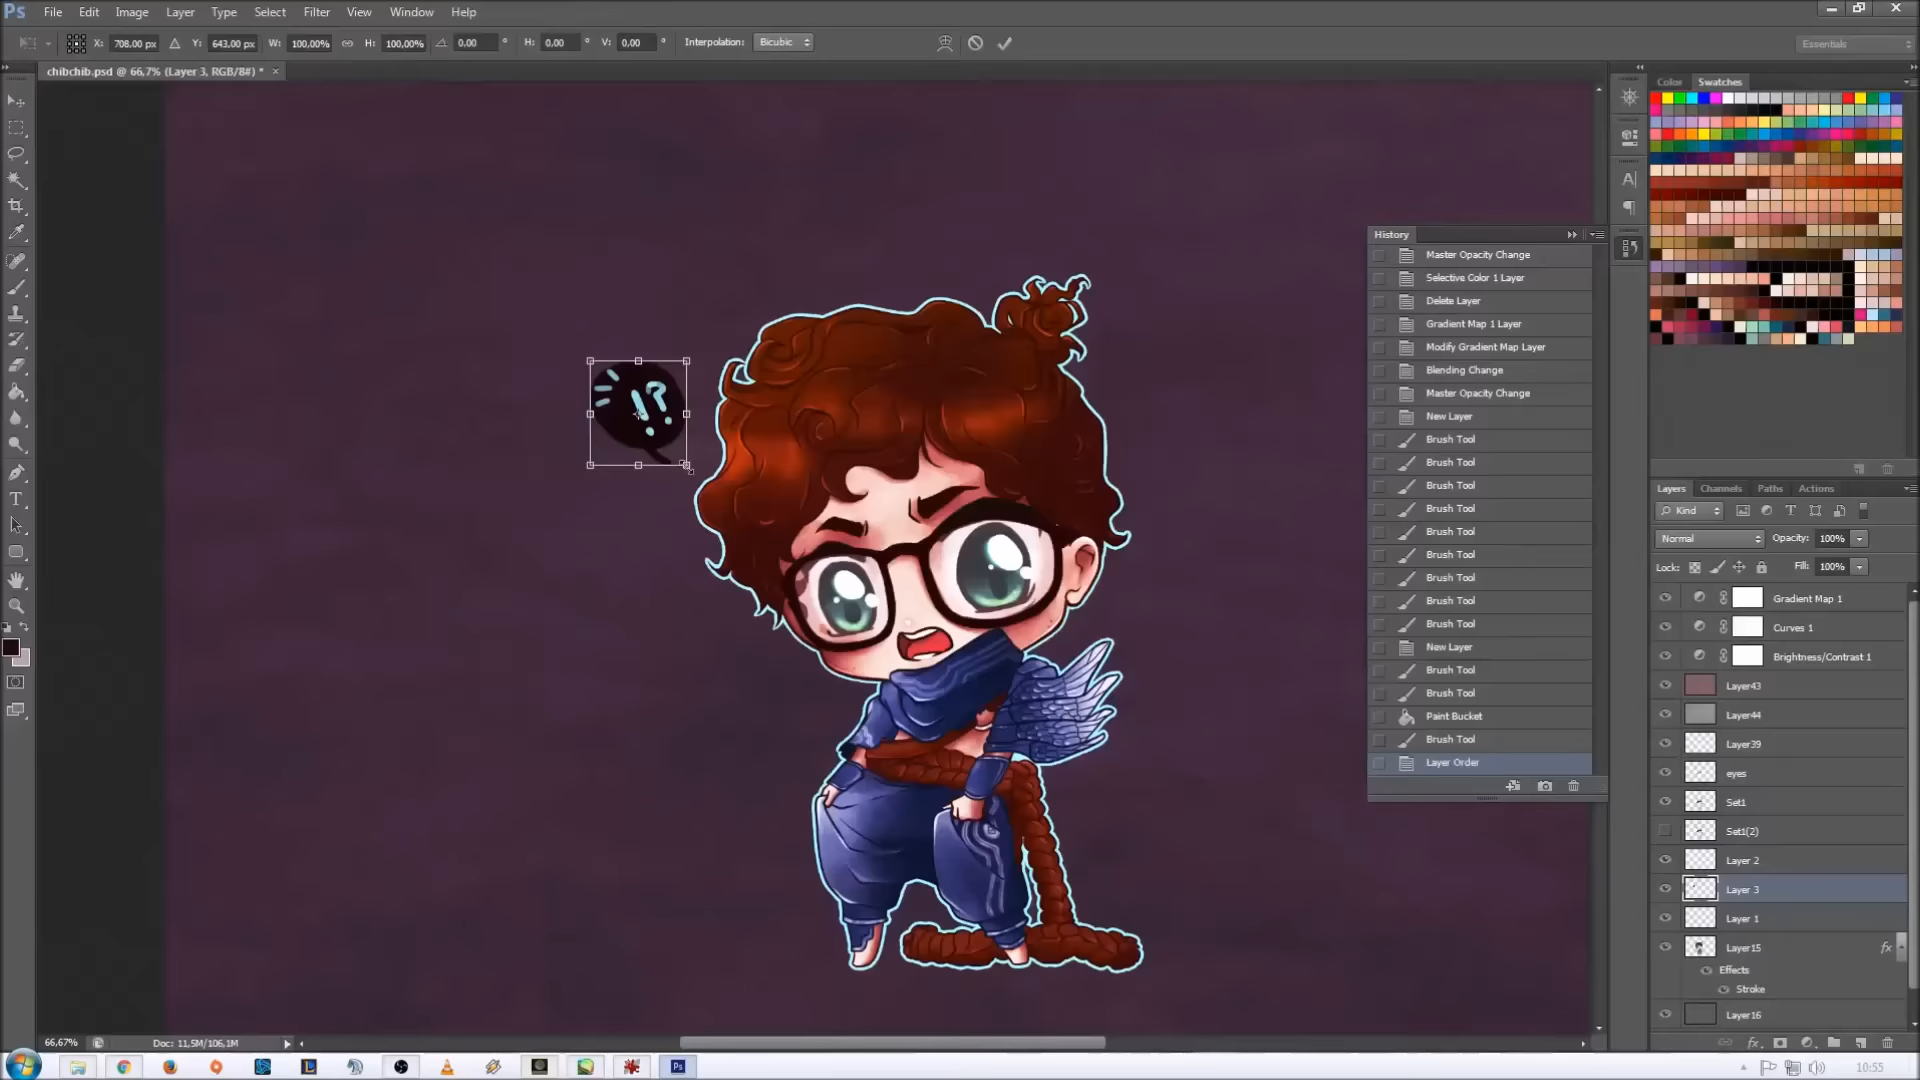 Ps File Edit Image Layer Type Select Filter View Window Help
X: 708.00 px Y: 643.00 px W: 100,00% H: 100,00% 0.00 ° H: 0.00 ° V: 0.00 ° Interpolation: Bicubic Essentials
chibchib.psd @ 66,7% (Layer 3, RGB/8#) * ×
Color Swatches
!?
History
Master Opacity Change
Selective Color 1 Layer
Delete Layer
Gradient Map 1 Layer
Modify Gradient Map Layer
Blending Change
Master Opacity Change
New Layer
Brush Tool
Brush Tool
Brush Tool
Brush Tool
Brush Tool
Brush Tool
Brush Tool
Brush Tool
Brush Tool
New Layer
Brush Tool
Brush Tool
Paint Bucket
Brush Tool
Layer Order
Layers Channels Paths Actions
Kind
Normal Opacity: 100%
Lock: Fill: 100%
Gradient Map 1
Curves 1
Brightness/Contrast 1
Layer43
Layer44
Layer39
eyes
Set1
Set1(2)
Layer 2
Layer 3
Layer 1
Layer15 fx
Effects
Stroke
Layer16
66,67% Doc: 11,5M/106,1M
Ps 10:55